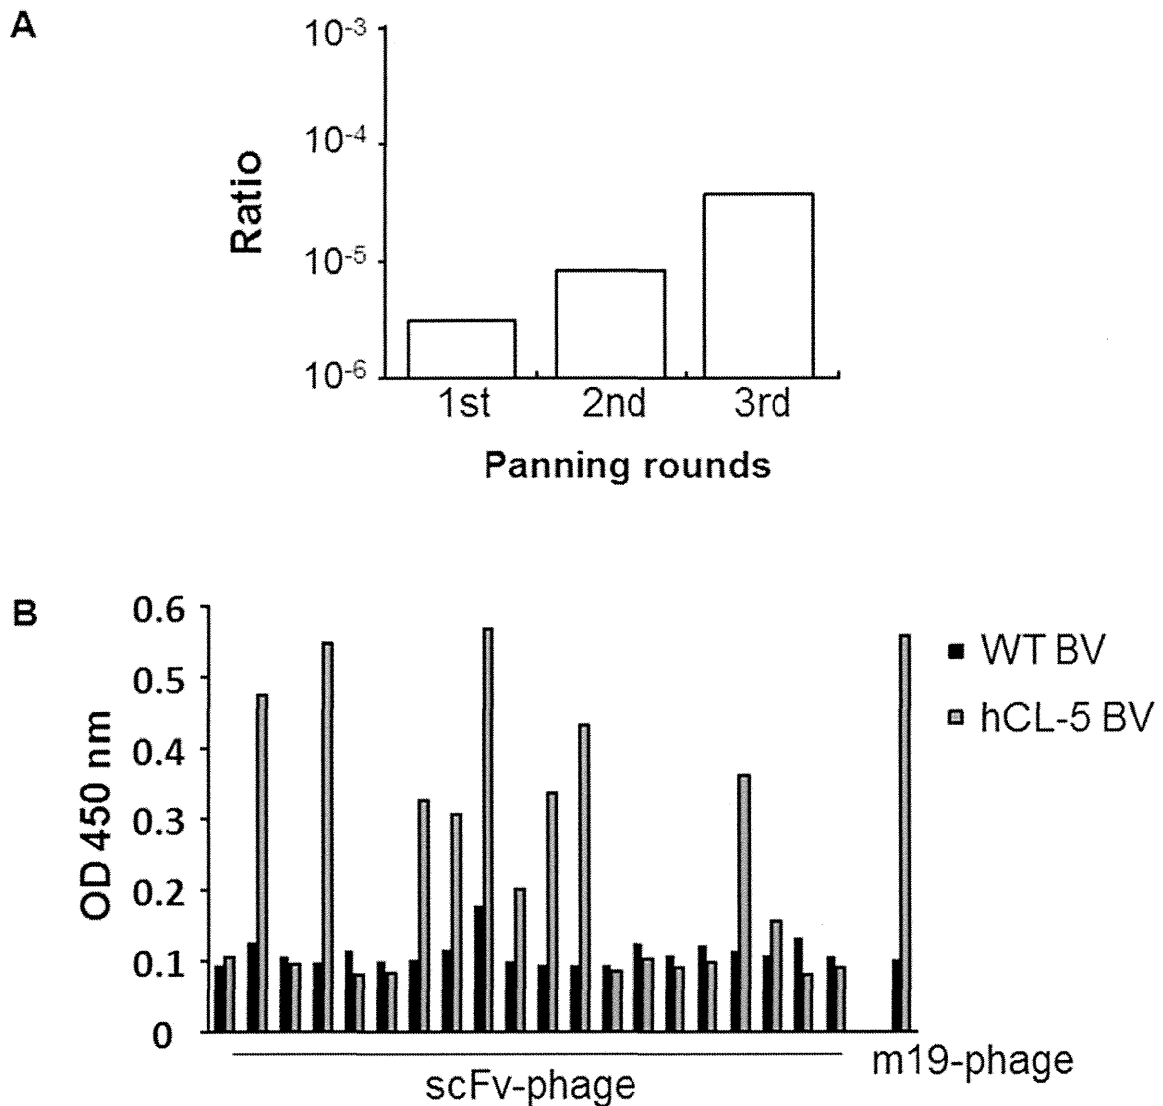 A
10-3
10-4
10-5
10-6
Ratio
1st 2nd 3rd
Panning rounds
B
0.6
0.5
0.4
0.3
0.2
0.1
0
OD 450 nm
WT BV
hCL-5 BV
scFv-phage
m19-phage